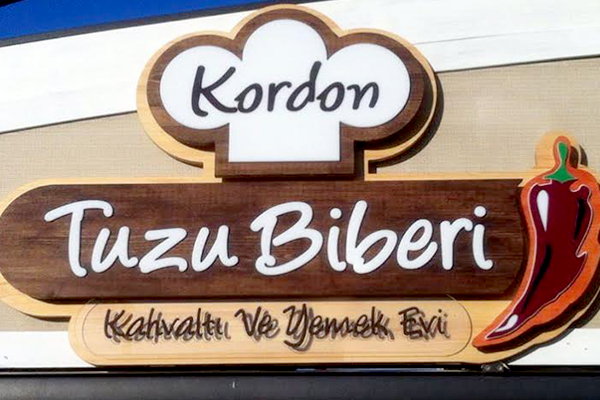 Kordon
Tuzu Biberi
Kahvaltı Ve Yemek Evi